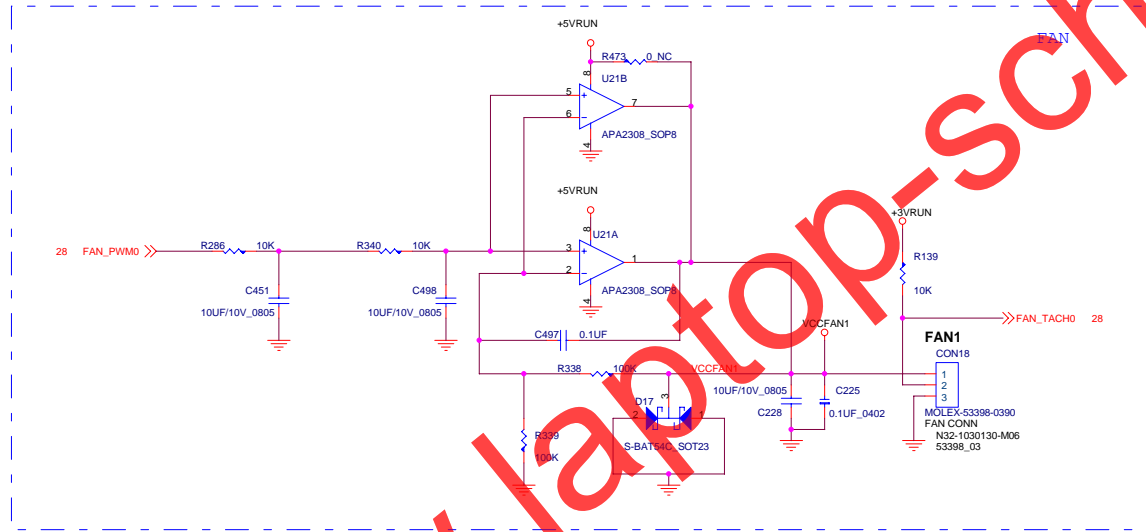 FAN
+5VRUN
R473 0_NC
8
U21B
5
+
7
6
-
APA2308_SOP8
4
+5VRUN
8
U21A
28 FAN_PWM0
R286 10K
R340 10K
3
+
1
2
-
APA2308_SOP8
4
C451
10UF/10V_0805
C498
10UF/10V_0805
C497 0.1UF
R338 100K
VCCFAN1
R339
100K
D17
3
2
1
S-BAT54C_SOT23
VCCFAN1
10UF/10V_0805
C228
C225
0.1UF_0402
+3VRUN
R139
10K
FAN_TACH0 28
FAN1
CON18
1
2
3
MOLEX-53398-0390
FAN CONN
N32-1030130-M06
53398_03
laptop-sch